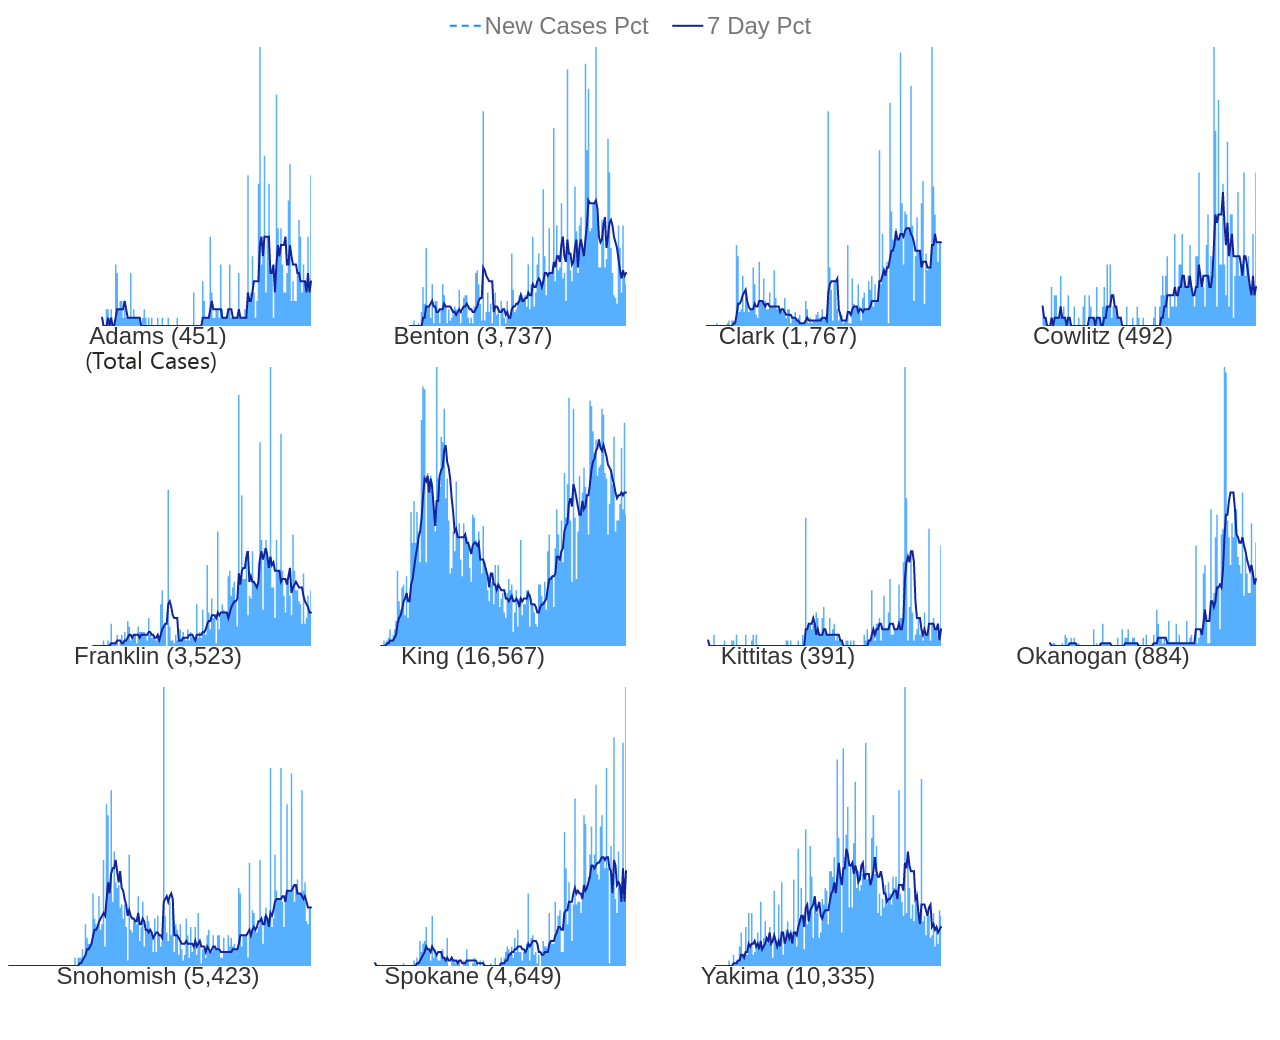 New Cases Pct 7 Day Pct
Adams (451) Benton (3,737) Clark (1,767) Cowlitz (492)
(Total Cases)
Franklin (3,523) King (16,567) Kittitas (391) Okanogan (884)
Snohomish (5,423) Spokane (4,649) Yakima (10,335)